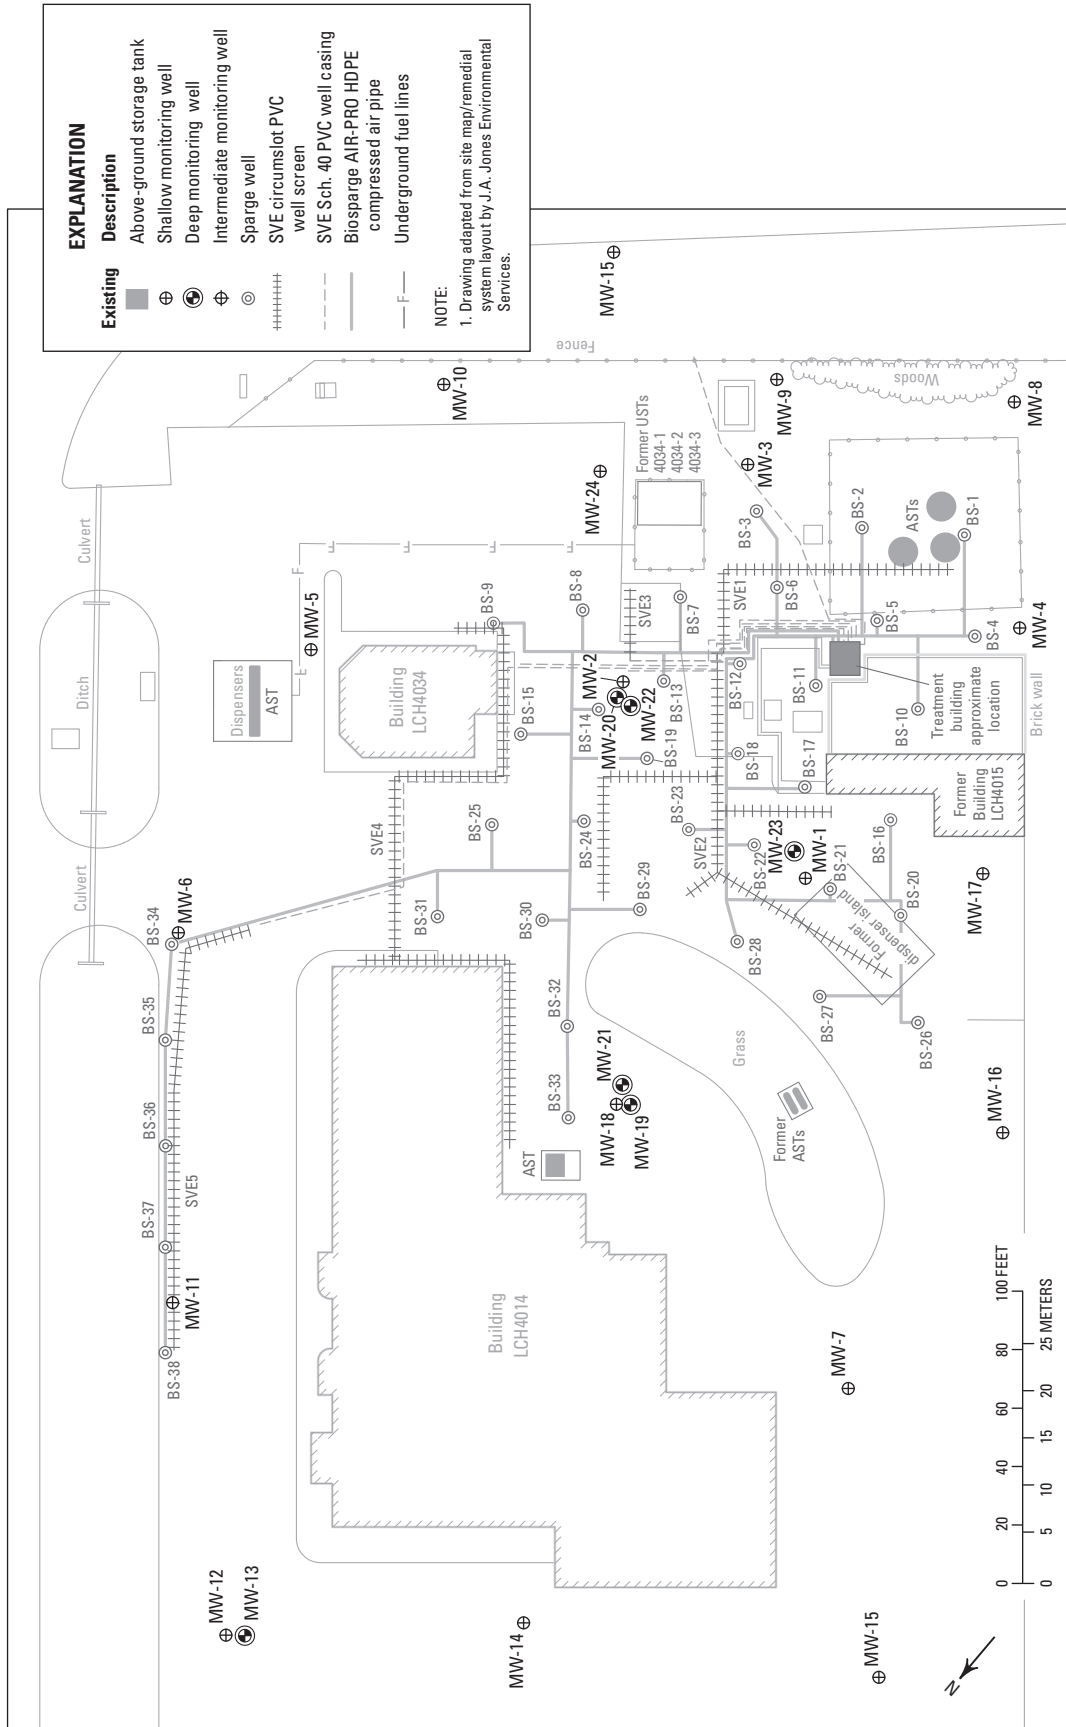 EXPLANATION
Existing
Description
Above-ground storage tank
Shallow monitoring well
Deep monitoring well
Intermediate monitoring well
Sparge well
SVE circumslot PVC
well screen
SVE Sch. 40 PVC well casing
Biosparge AIR-PRO HDPE
compressed air pipe
F
Underground fuel lines
NOTE:
1. Drawing adapted from site map/remedial
system layout by J.A. Jones Environmental
Services.
MW-15
Fence
Woods
MW-10
MW-9
MW-8
MW-3
MW-24
Former USTs
4034-1
4034-2
4034-3
Culvert
F
F
F
F
F
F
BS-3
BS-2
BS-1
ASTs
BS-9
BS-8
SVE3
BS-7
SVE1
BS-6
BS-5
BS-4
MW-4
MW-5
Ditch
Dispensers
AST
Building
LCH4034
BS-15
MW-2
BS-14
MW-20
MW-22
BS-13
BS-19
BS-12
BS-11
BS-10
Treatment
building
approximate
location
Brick wall
BS-18
BS-17
Former
Building
LCH4015
Culvert
SVE4
BS-25
BS-24
BS-23
SVE2
BS-22
MW-23
MW-1
BS-21
BS-16
BS-20
MW-17
MW-6
BS-34
BS-31
BS-30
BS-29
BS-28
Former
dispenser island
BS-27
BS-26
BS-35
BS-36
BS-37
BS-38
SVE5
MW-11
BS-32
BS-33
MW-21
MW-18
MW-19
AST
Grass
Former
ASTs
MW-16
Building
LCH4014
MW-7
MW-12
MW-13
MW-14
MW-15
N
0 20 40 60 80 100 FEET
0 5 10 15 20 25 METERS